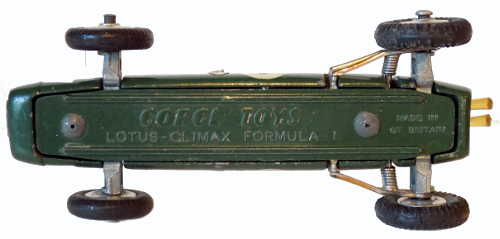 CORGI TOYS
LOTUS-CLIMAX FORMULA 1
MADE IN
GT BRITAIN